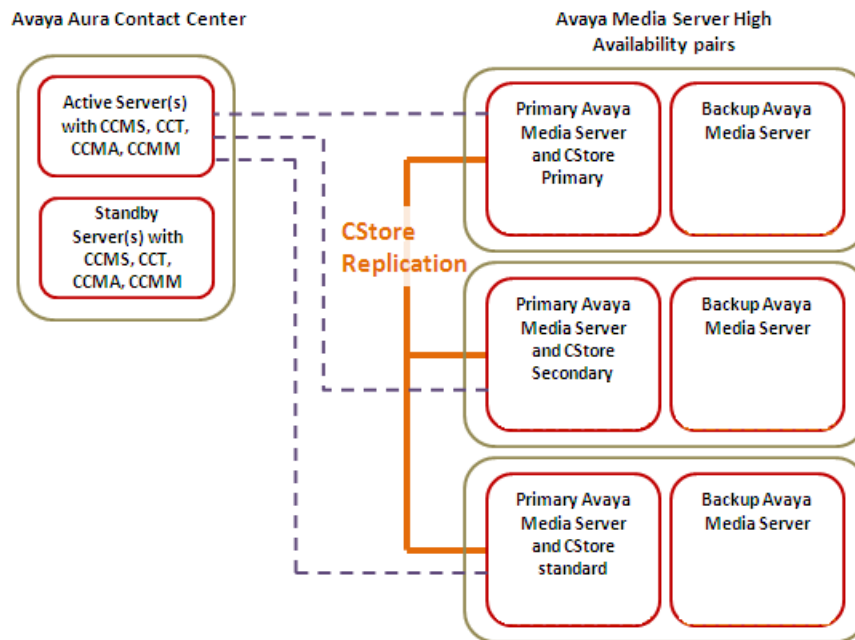 Avaya Aura Contact Center
Active Server(s)
with CCMS, CCT,
CCMA, CCMM
Standby
Server(s) with
CCMS, CCT,
CCMA, CCMM
CStore
Replication
Avaya Media Server High
Availability pairs
Primary Avaya
Media Server
and CStore
Primary
Backup Avaya
Media Server
Primary Avaya
Media Server
and CStore
Secondary
Backup Avaya
Media Server
Primary Avaya
Media Server
and CStore
standard
Backup Avaya
Media Server